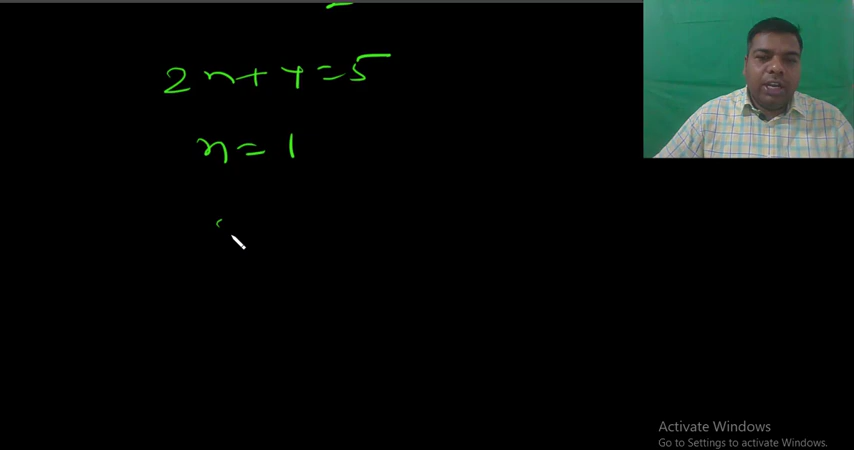 2x+y=5
x=1
Activate Windows
Go to Settings to activate Windows.